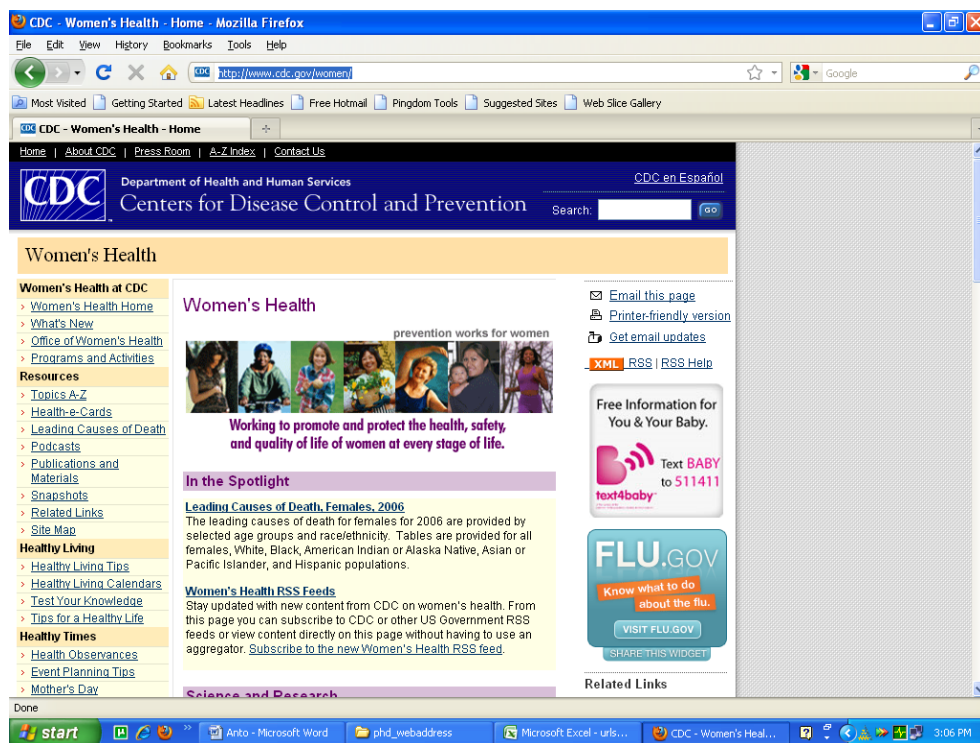 CDC - Women's Health - Home - Mozilla Firefox
File Edit View History Bookmarks Tools Help
http://www.cdc.gov/women/
Google
Most Visited Getting Started Latest Headlines Free Hotmail Pingdom Tools Suggested Sites Web Slice Gallery
CDC - Women's Health - Home
Home | About CDC | Press Room | A-Z Index | Contact Us
CDC en Español
CDC
Department of Health and Human Services
Centers for Disease Control and Prevention
Search: GO
Women's Health
Women's Health at CDC
› Women's Health Home
› What's New
› Office of Women's Health
› Programs and Activities
Resources
› Topics A-Z
› Health-e-Cards
› Leading Causes of Death
› Podcasts
› Publications and
Materials
› Snapshots
› Related Links
› Site Map
Healthy Living
› Healthy Living Tips
› Healthy Living Calendars
› Test Your Knowledge
› Tips for a Healthy Life
Healthy Times
› Health Observances
› Event Planning Tips
› Mother's Day
Women's Health
prevention works for women
Working to promote and protect the health, safety,
and quality of life of women at every stage of life.
In the Spotlight
Leading Causes of Death, Females, 2006
The leading causes of death for females for 2006 are provided by
selected age groups and race/ethnicity. Tables are provided for all
females, White, Black, American Indian or Alaska Native, Asian or
Pacific Islander, and Hispanic populations.
Women's Health RSS Feeds
Stay updated with new content from CDC on women's health. From
this page you can subscribe to CDC or other US Government RSS
feeds or view content directly on this page without having to use an
aggregator. Subscribe to the new Women's Health RSS feed.
Science and Research
Email this page
Printer-friendly version
Get email updates
XML RSS | RSS Help
Free Information for
You & Your Baby.
Text BABY
to 511411
text4baby
FLU.GOV
Know what to do
about the flu.
VISIT FLU.GOV
SHARE THIS WIDGET
Related Links
Done
start
Anto - Microsoft Word
phd_webaddress
Microsoft Excel - urls...
CDC - Women's Heal...
3:06 PM